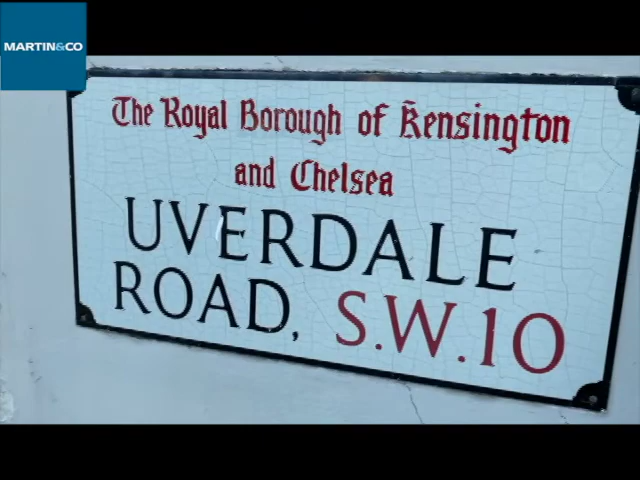 MARTIN&CO
The Royal Borough of Kensington
and Chelsea
UVERDALE
ROAD, S.W.10